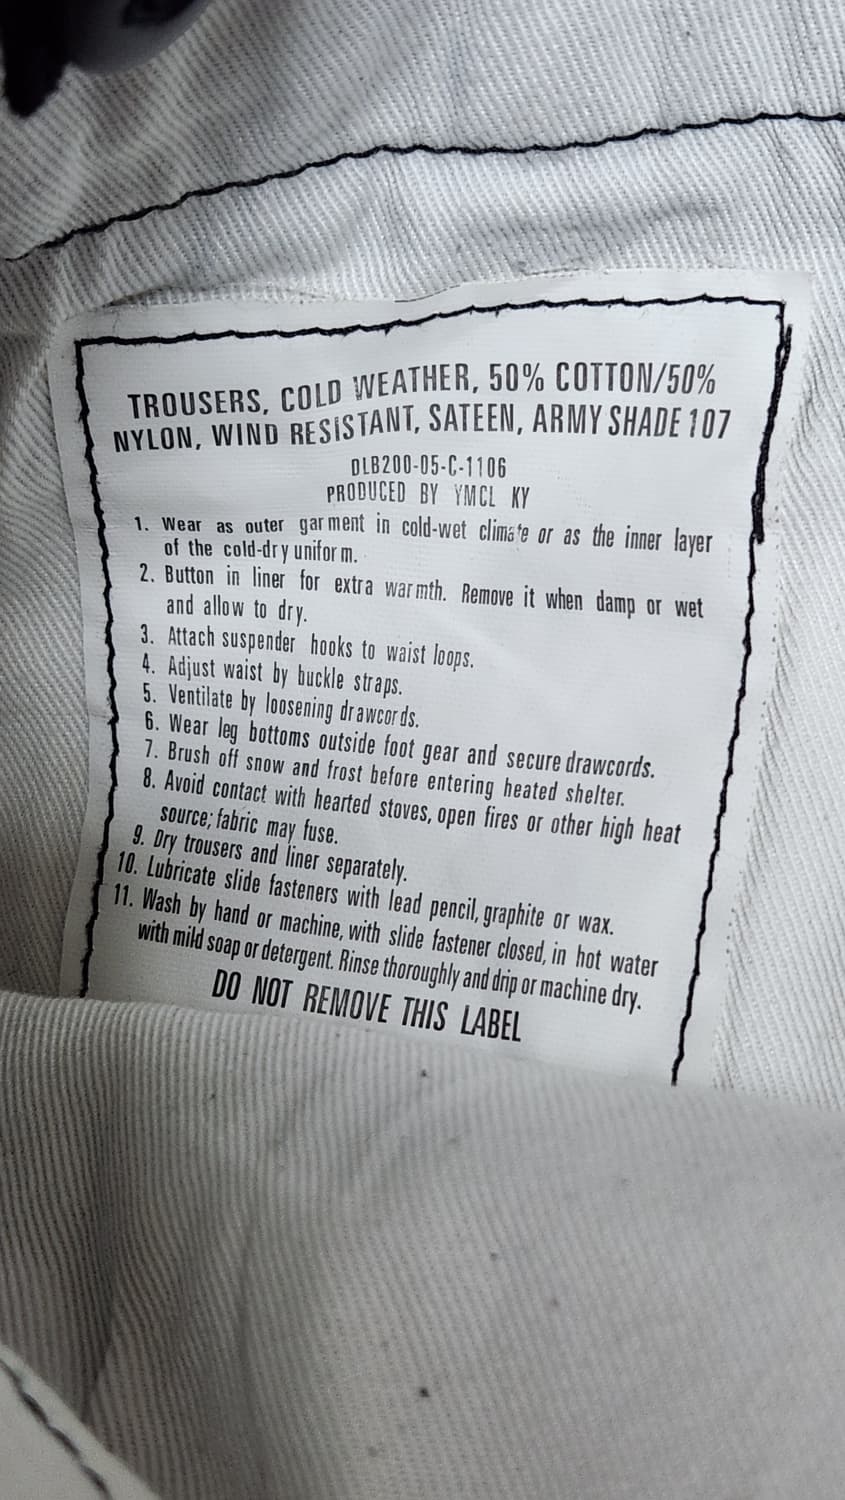 TROUSERS, COLD WEATHER, 50% COTTON/50%
NYLON, WIND RESISTANT, SATEEN, ARMY SHADE 107
DLB200-05-C-1106
PRODUCED BY YMCL KY
1. Wear as outer garment in cold-wet climate or as the inner layer
of the cold-dry uniform.
2. Button in liner for extra warmth. Remove it when damp or wet
and allow to dry.
3. Attach suspender hooks to waist loops.
4. Adjust waist by buckle straps.
5. Ventilate by loosening drawcords.
6. Wear leg bottoms outside foot gear and secure drawcords.
7. Brush off snow and frost before entering heated shelter.
8. Avoid contact with hearted stoves, open fires or other high heat
source; fabric may fuse.
9. Dry trousers and liner separately.
10. Lubricate slide fasteners with lead pencil, graphite or wax.
11. Wash by hand or machine, with slide fastener closed, in hot water
with mild soap or detergent. Rinse thoroughly and drip or machine dry.
DO NOT REMOVE THIS LABEL